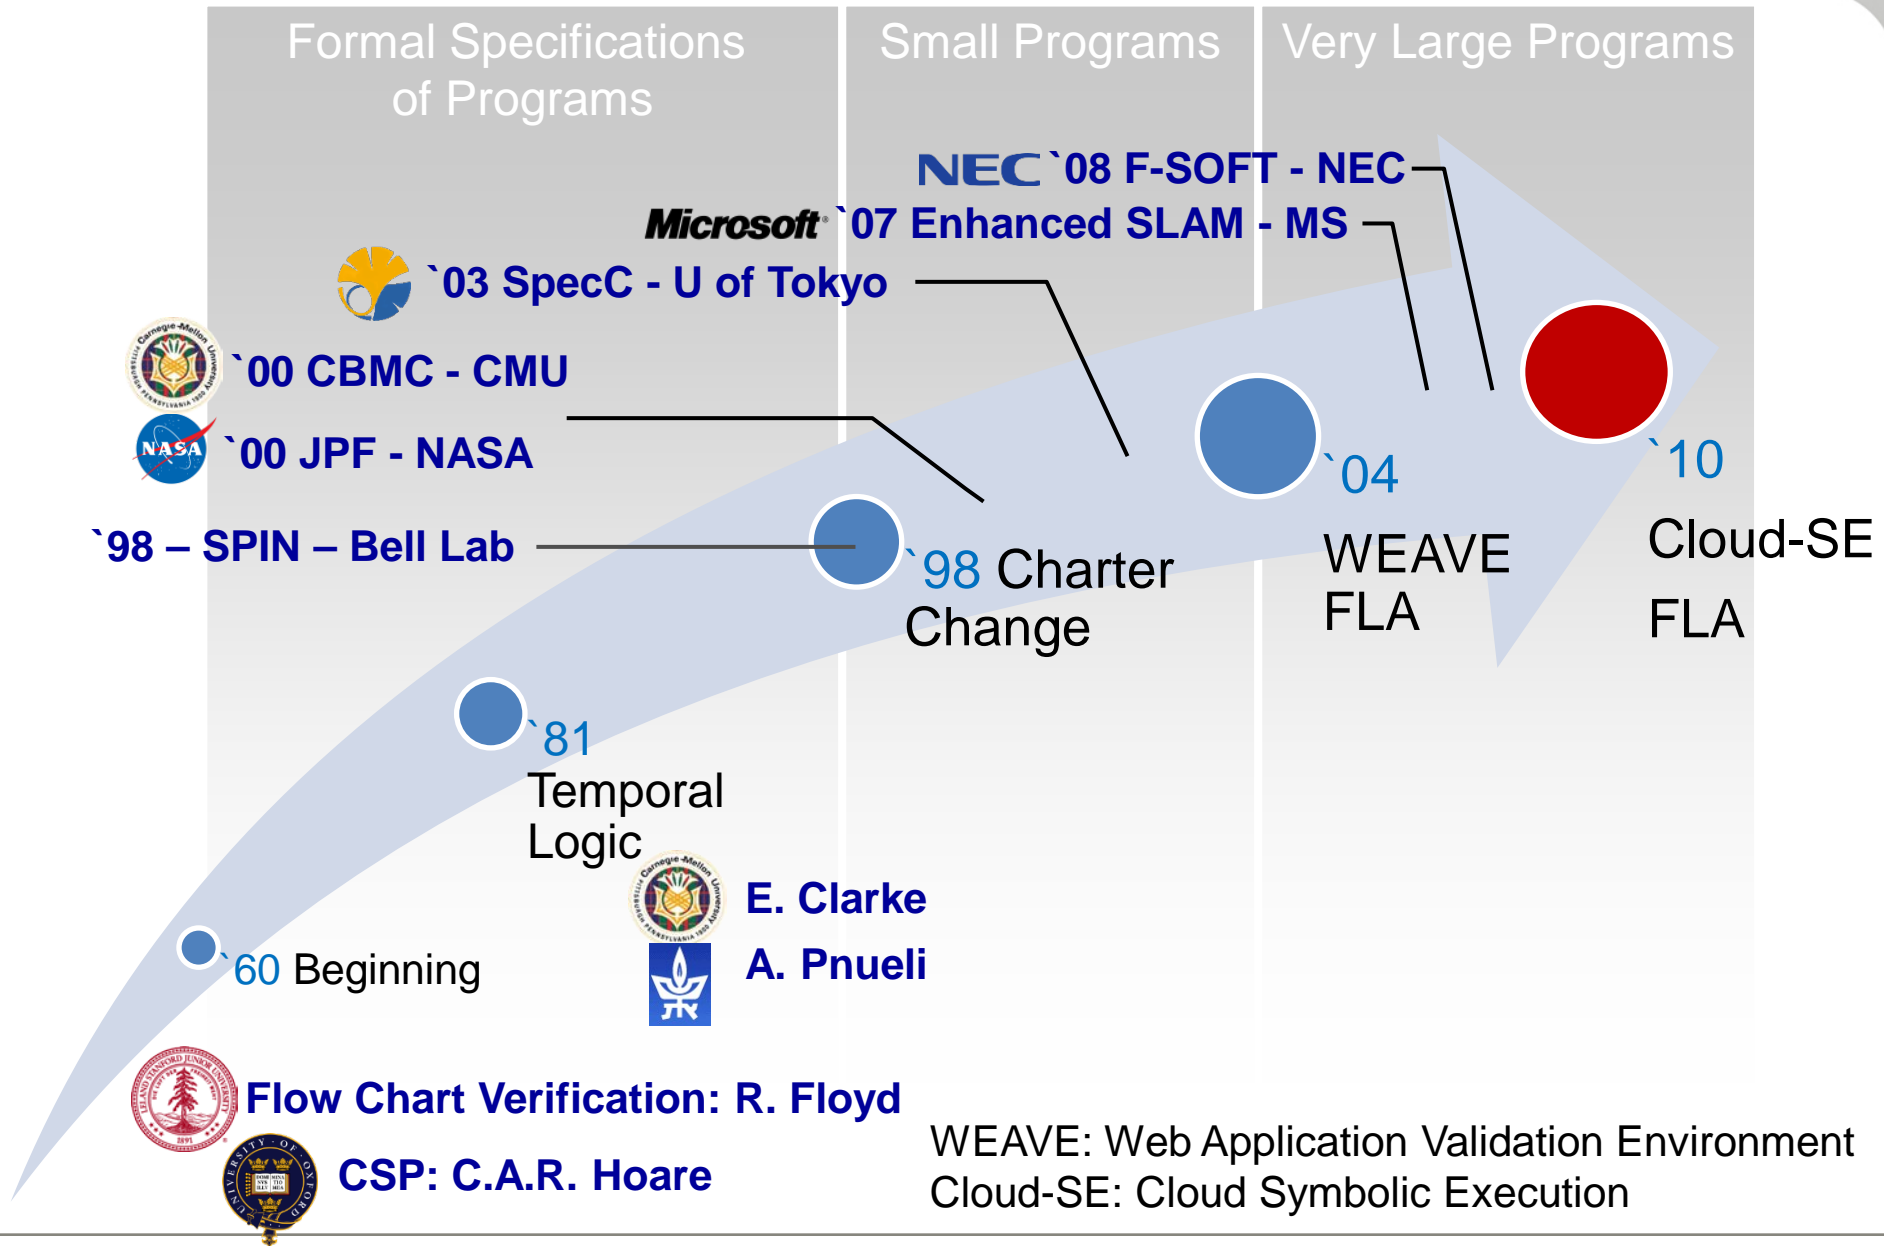 Formal Specifications
of Programs
Small Programs
Very Large Programs
NEC `08 F-SOFT - NEC
Microsoft `07 Enhanced SLAM - MS
`03 SpecC - U of Tokyo
`00 CBMC - CMU
NASA `00 JPF - NASA
`98 – SPIN – Bell Lab
`98 Charter
Change
`04
WEAVE
FLA
`10
Cloud-SE
FLA
`81
Temporal
Logic
E. Clarke
A. Pnueli
`60 Beginning
Flow Chart Verification: R. Floyd
CSP: C.A.R. Hoare
WEAVE: Web Application Validation Environment
Cloud-SE: Cloud Symbolic Execution